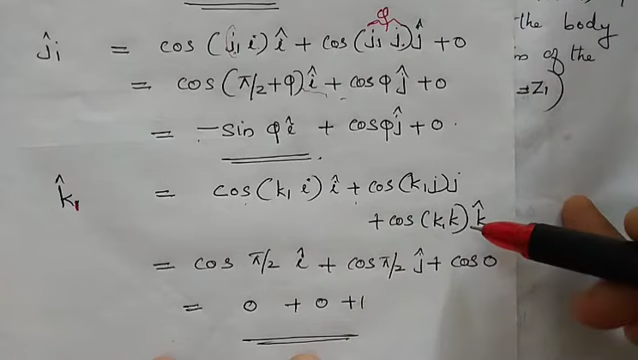 ĵ₁ = cos(j₁ i) î + cos(j₁ j) ĵ + 0
φ
= cos(π/2+φ) î + cos φ ĵ + 0
= -sin φ î + cosφ ĵ + 0.
k̂₁ = cos(k₁ i) î + cos(k₁ j) j
+ cos(k₁ k) k̂
= cos π/2 î + cos π/2 ĵ + cos 0
= 0 + 0 + 1
the body
of the
=Z₁)